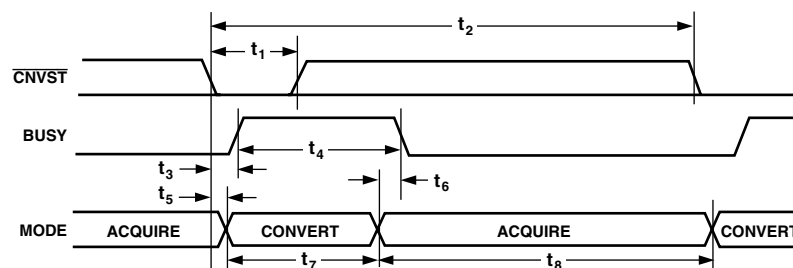 t2
t1
CNVST
BUSY
t3
t4
t5
t6
MODE
ACQUIRE
CONVERT
ACQUIRE
CONVERT
t7
t8